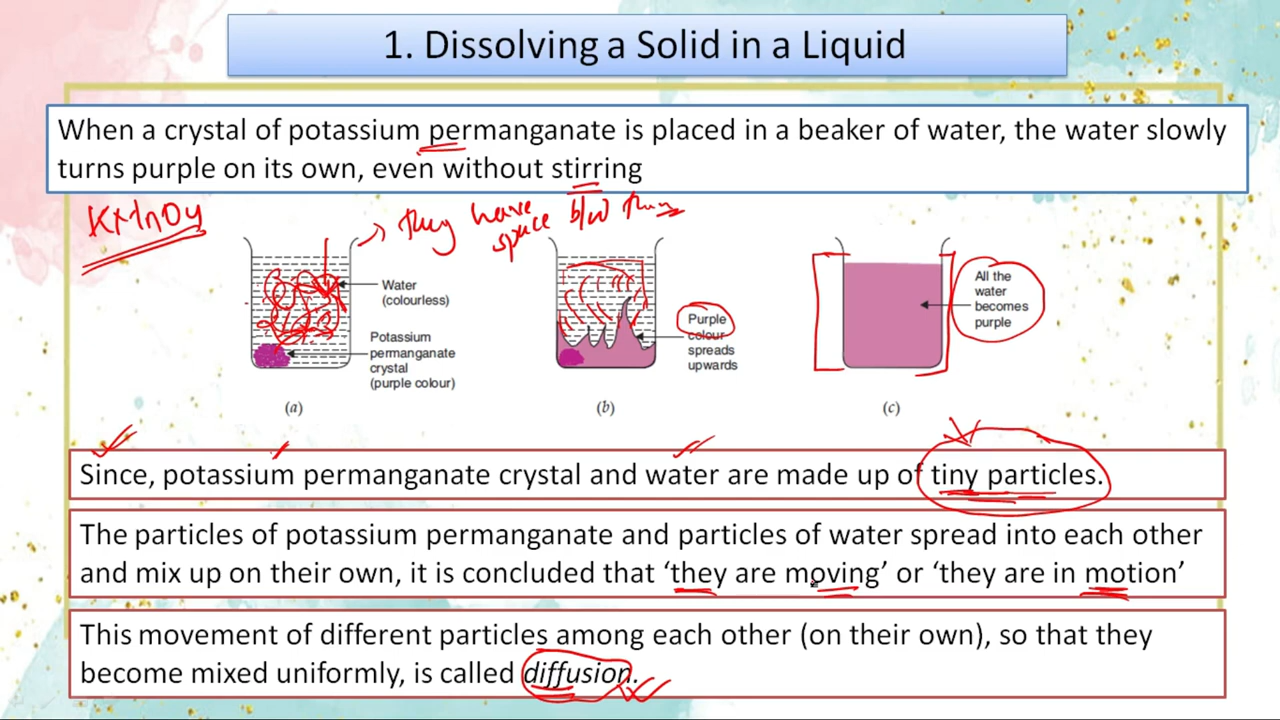 1. Dissolving a Solid in a Liquid
When a crystal of potassium permanganate is placed in a beaker of water, the water slowly
turns purple on its own, even without stirring
KMnO4
they have
space b/w them
Water
(colourless)
Potassium
permanganate
crystal
(purple colour)
(a)
Purple
colour
spreads
upwards
(b)
All the
water
becomes
purple
(c)
Since, potassium permanganate crystal and water are made up of tiny particles.
The particles of potassium permanganate and particles of water spread into each other
and mix up on their own, it is concluded that ‘they are moving’ or ‘they are in motion’
This movement of different particles among each other (on their own), so that they
become mixed uniformly, is called diffusion.